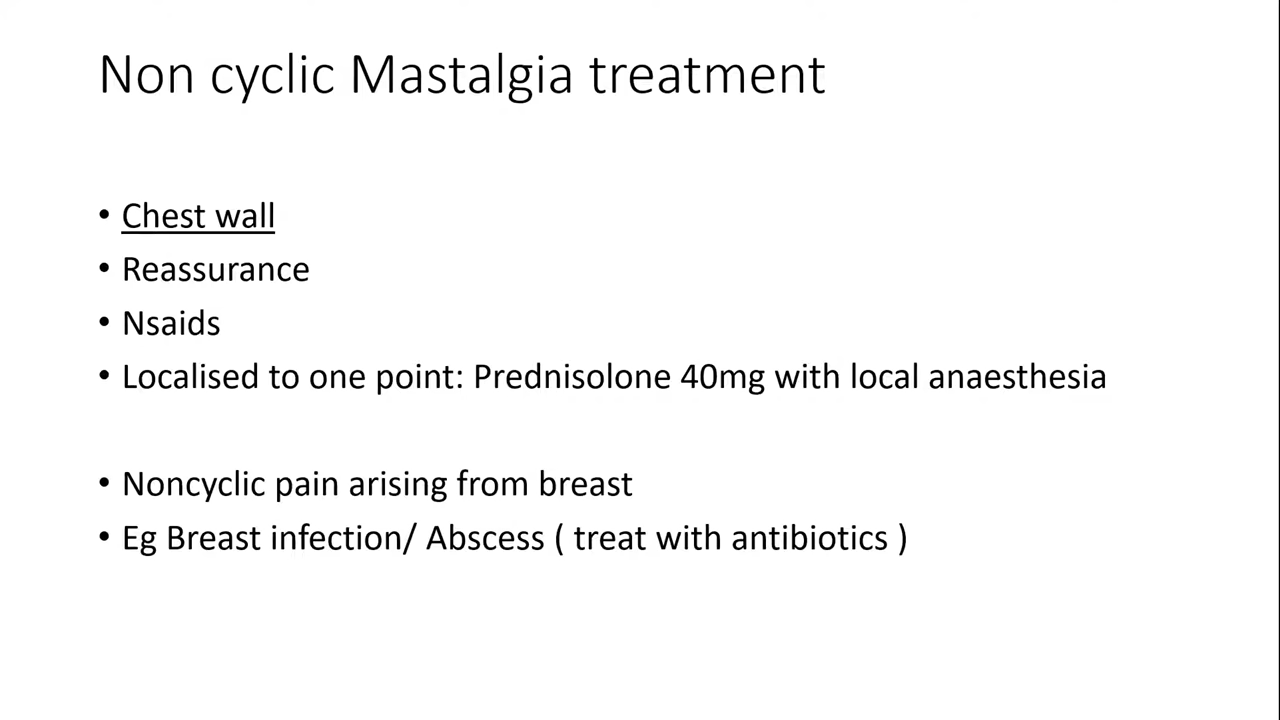 Non cyclic Mastalgia treatment
• Chest wall
• Reassurance
• Nsaids
• Localised to one point: Prednisolone 40mg with local anaesthesia
• Noncyclic pain arising from breast
• Eg Breast infection/ Abscess ( treat with antibiotics )